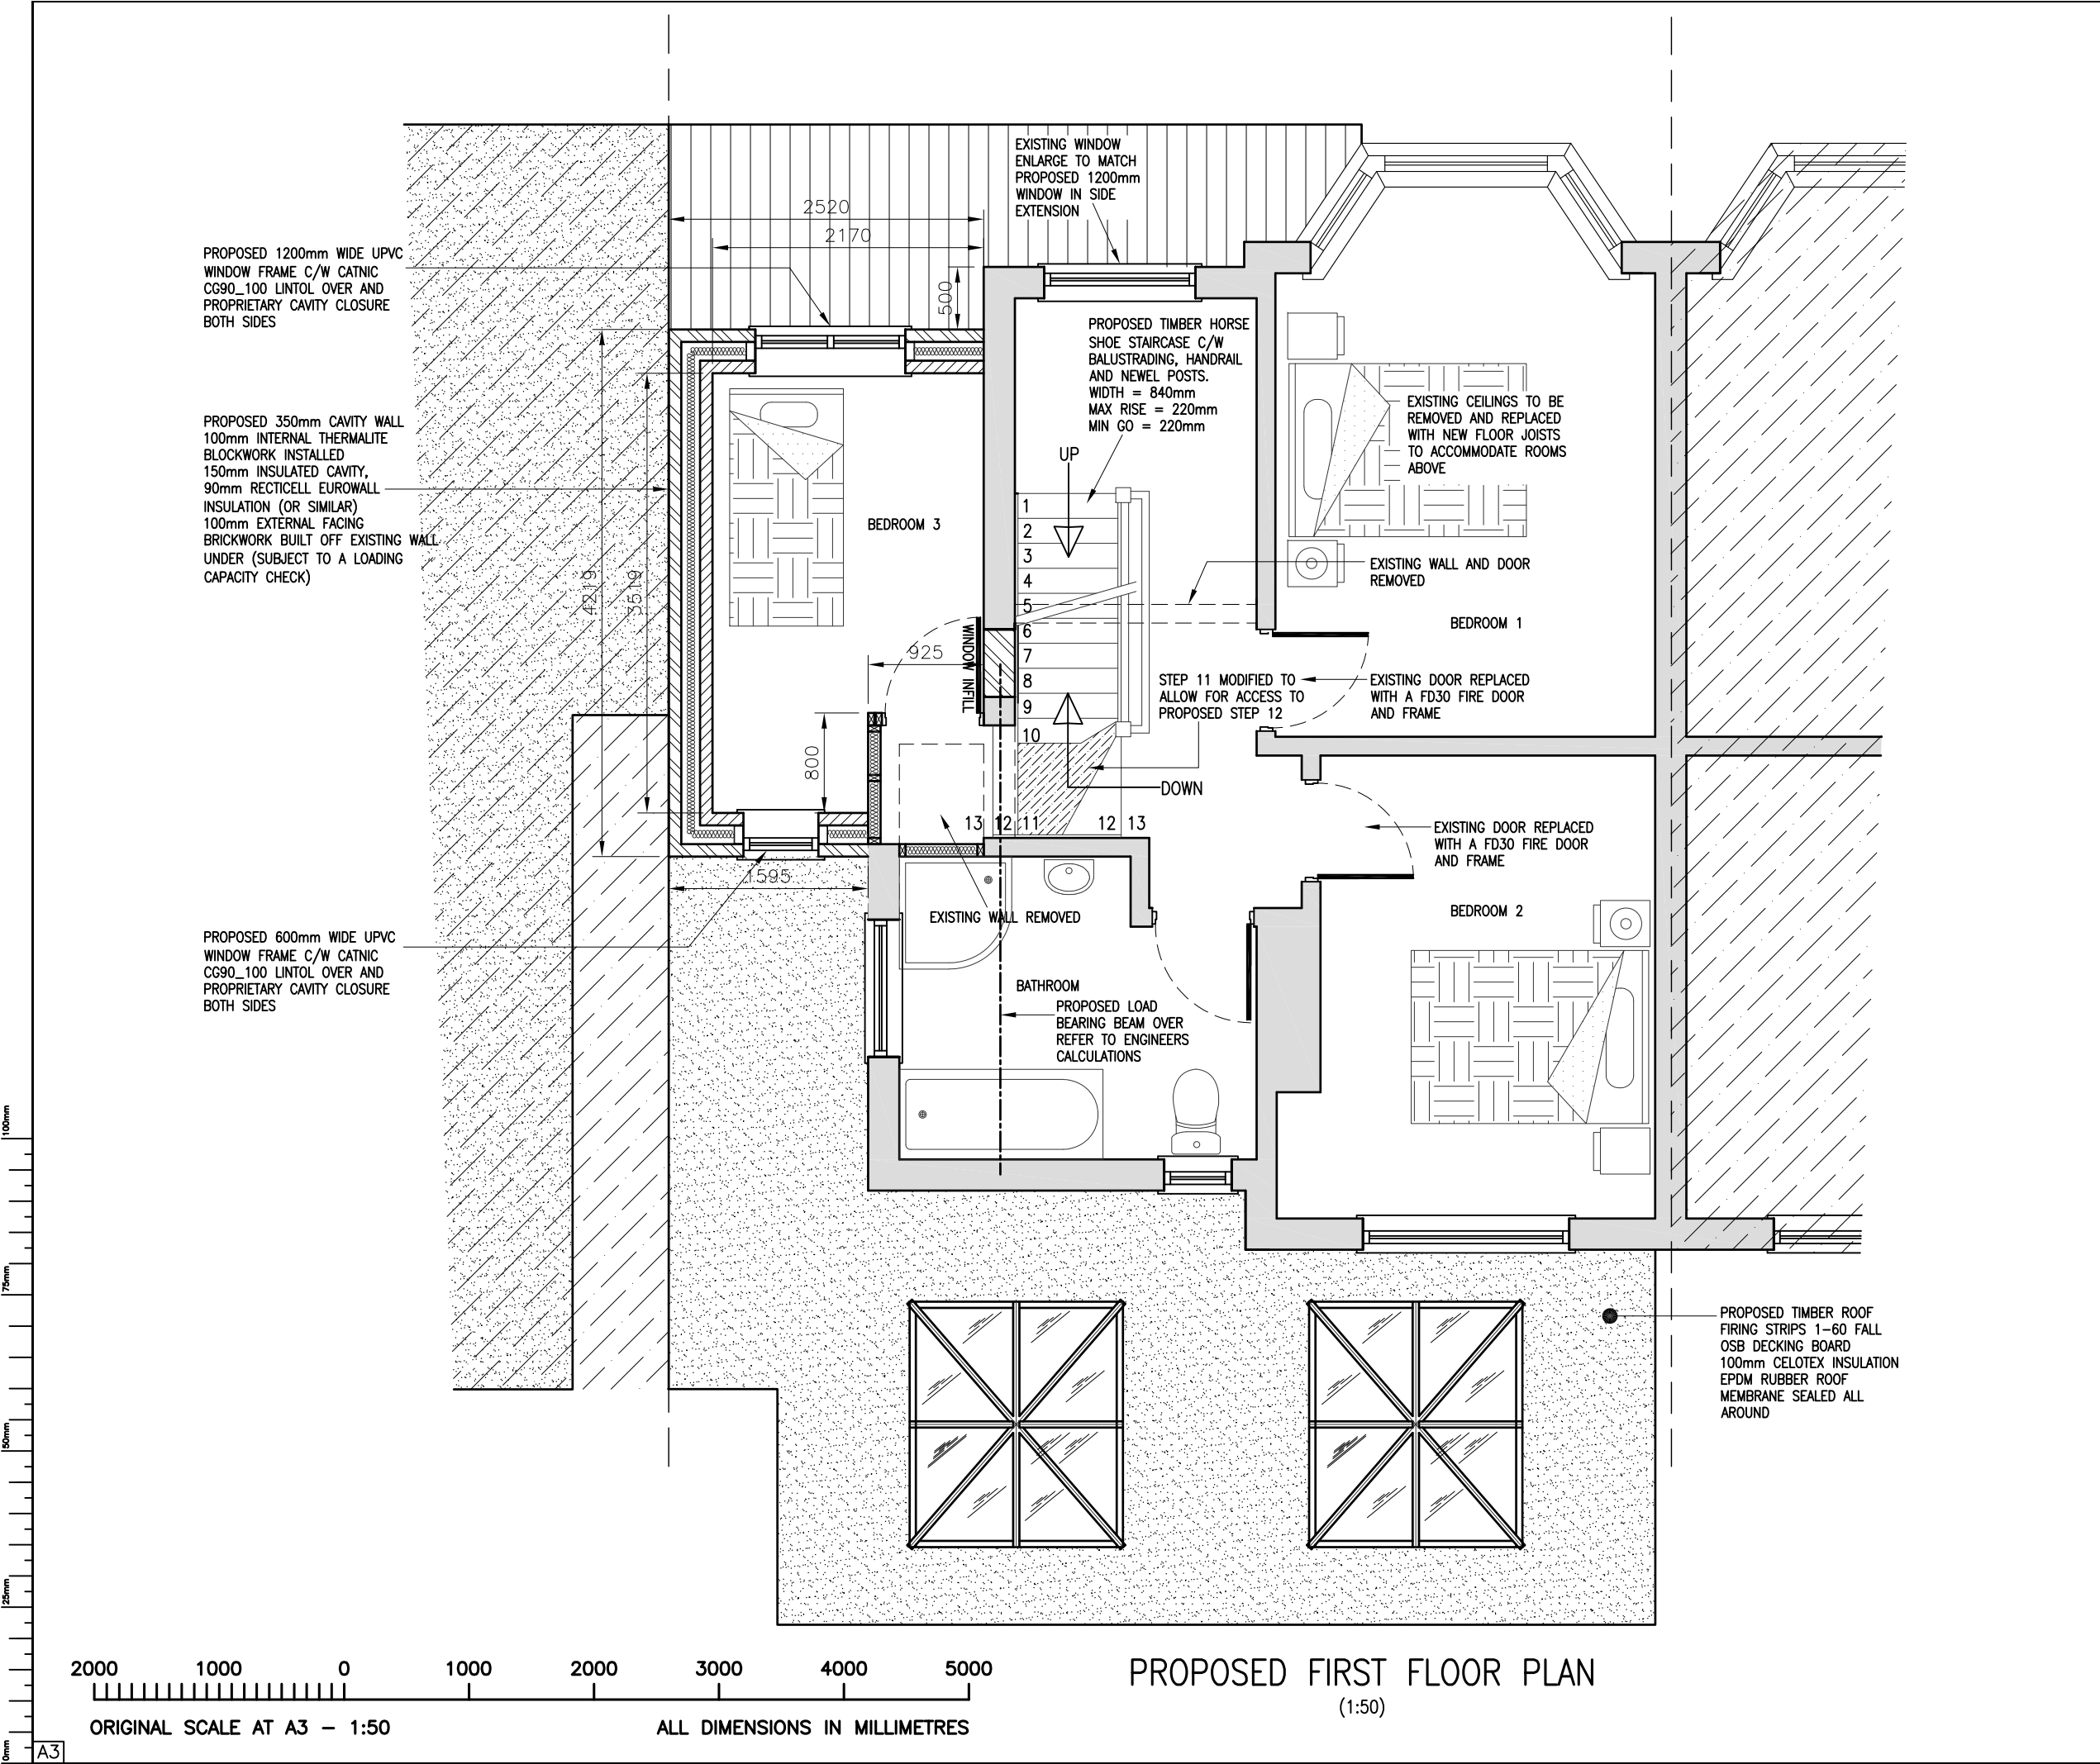 EXISTING WINDOW
ENLARGE TO MATCH
PROPOSED 1200mm
WINDOW IN SIDE
EXTENSION
2520
2170
500
PROPOSED 1200mm WIDE UPVC
WINDOW FRAME C/W CATNIC
CG90_100 LINTOL OVER AND
PROPRIETARY CAVITY CLOSURE
BOTH SIDES
PROPOSED TIMBER HORSE
SHOE STAIRCASE C/W
BALUSTRADING, HANDRAIL
AND NEWEL POSTS.
WIDTH = 840mm
MAX RISE = 220mm
MIN GO = 220mm
EXISTING CEILINGS TO BE
REMOVED AND REPLACED
WITH NEW FLOOR JOISTS
TO ACCOMMODATE ROOMS
ABOVE
PROPOSED 350mm CAVITY WALL
100mm INTERNAL THERMALITE
BLOCKWORK INSTALLED
150mm INSULATED CAVITY,
90mm RECTICELL EUROWALL
INSULATION (OR SIMILAR)
100mm EXTERNAL FACING
BRICKWORK BUILT OFF EXISTING WALL
UNDER (SUBJECT TO A LOADING
CAPACITY CHECK)
UP
BEDROOM 3
1
2
3
4
5
6
7
8
9
10
4219
3519
EXISTING WALL AND DOOR
REMOVED
BEDROOM 1
WINDOW INFILL
925
800
STEP 11 MODIFIED TO
ALLOW FOR ACCESS TO
PROPOSED STEP 12
EXISTING DOOR REPLACED
WITH A FD30 FIRE DOOR
AND FRAME
DOWN
13 12 11 12 13
EXISTING DOOR REPLACED
WITH A FD30 FIRE DOOR
AND FRAME
1595
EXISTING WALL REMOVED
BEDROOM 2
PROPOSED 600mm WIDE UPVC
WINDOW FRAME C/W CATNIC
CG90_100 LINTOL OVER AND
PROPRIETARY CAVITY CLOSURE
BOTH SIDES
BATHROOM
PROPOSED LOAD
BEARING BEAM OVER
REFER TO ENGINEERS
CALCULATIONS
100mm
75mm
50mm
25mm
0mm
PROPOSED TIMBER ROOF
FIRING STRIPS 1-60 FALL
OSB DECKING BOARD
100mm CELOTEX INSULATION
EPDM RUBBER ROOF
MEMBRANE SEALED ALL
AROUND
2000 1000 0 1000 2000 3000 4000 5000
ORIGINAL SCALE AT A3 - 1:50
ALL DIMENSIONS IN MILLIMETRES
PROPOSED FIRST FLOOR PLAN
(1:50)
A3